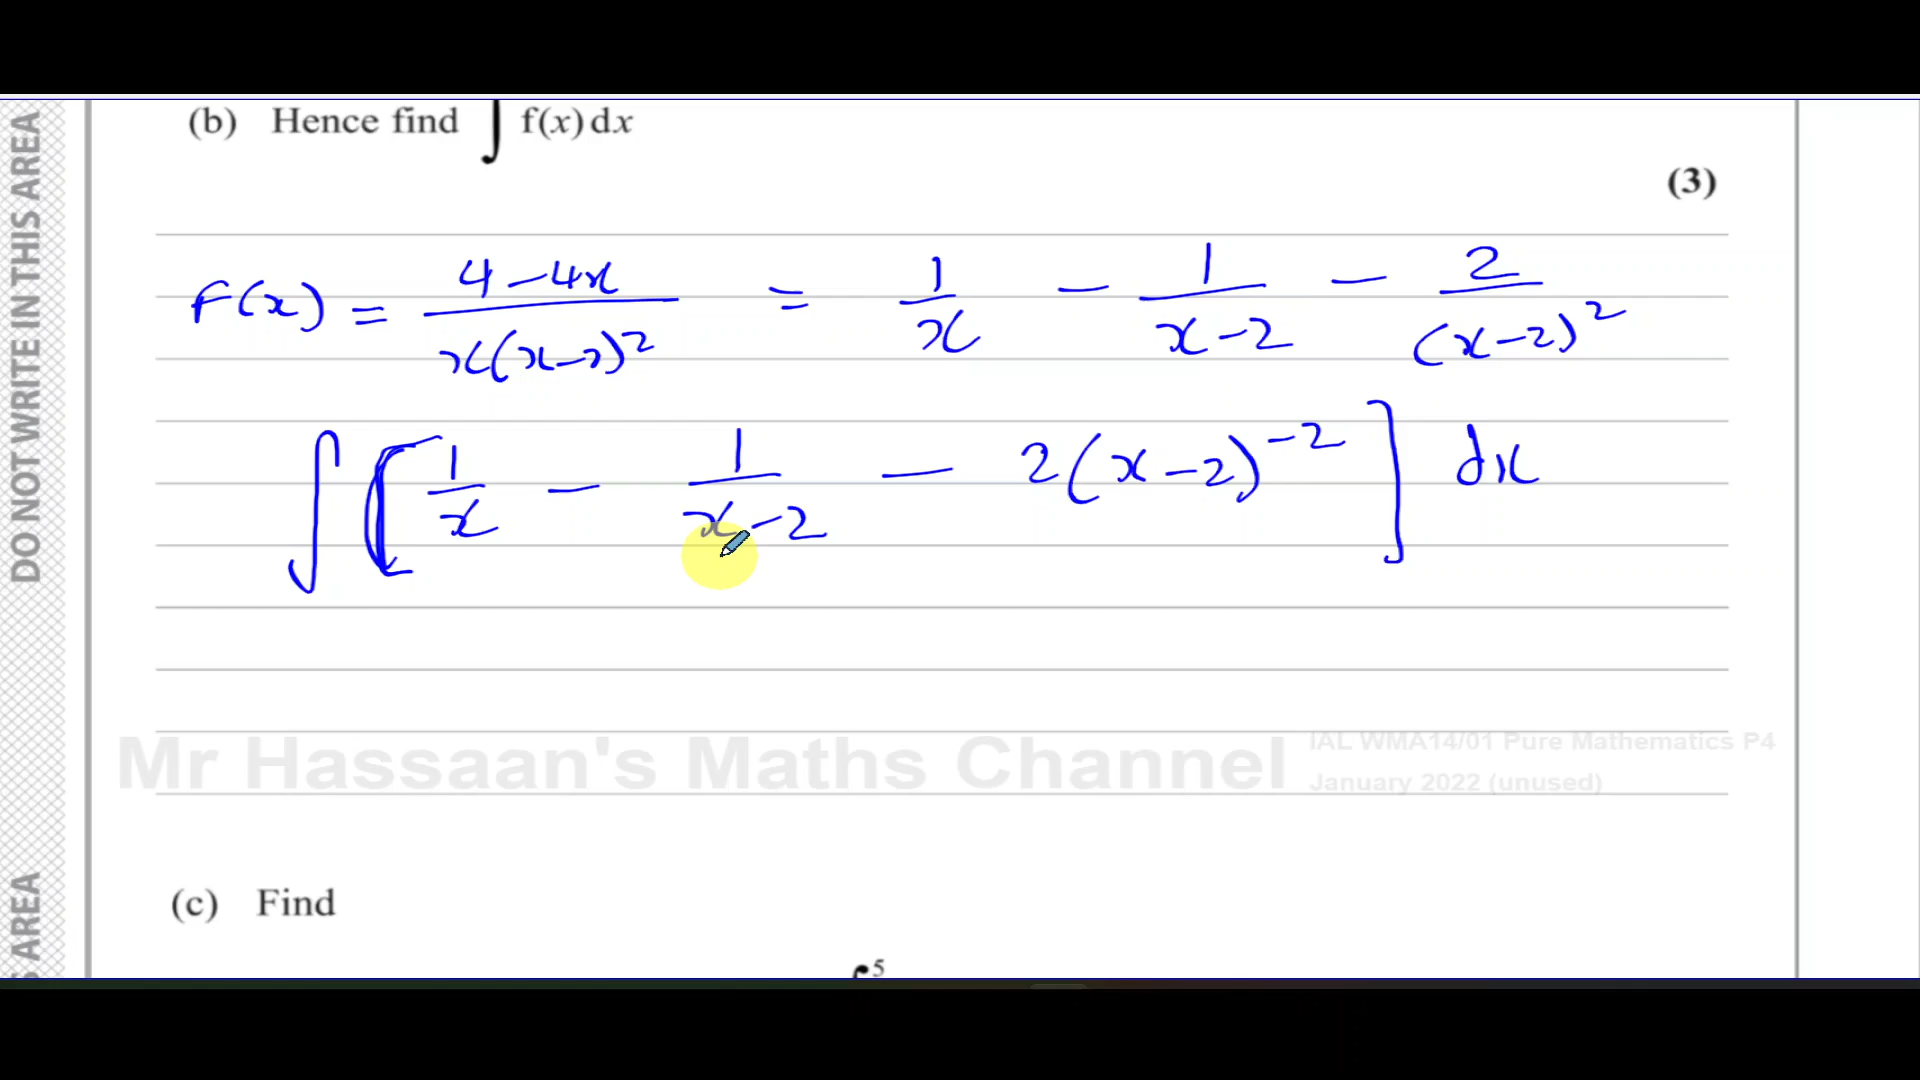 DO NOT WRITE IN THIS AREA
(b) Hence find ∫ f(x) dx
(3)
F(x) = 4-4x / x(x-2)² = 1/x - 1/(x-2) - 2/(x-2)²
∫ [ 1/x - 1/(x-2) - 2(x-2)⁻² ] dx
Mr Hassaan's Maths Channel
IAL WMA14/01 Pure Mathematics P4
January 2022 (unused)
(c) Find
AREA
∫⁵